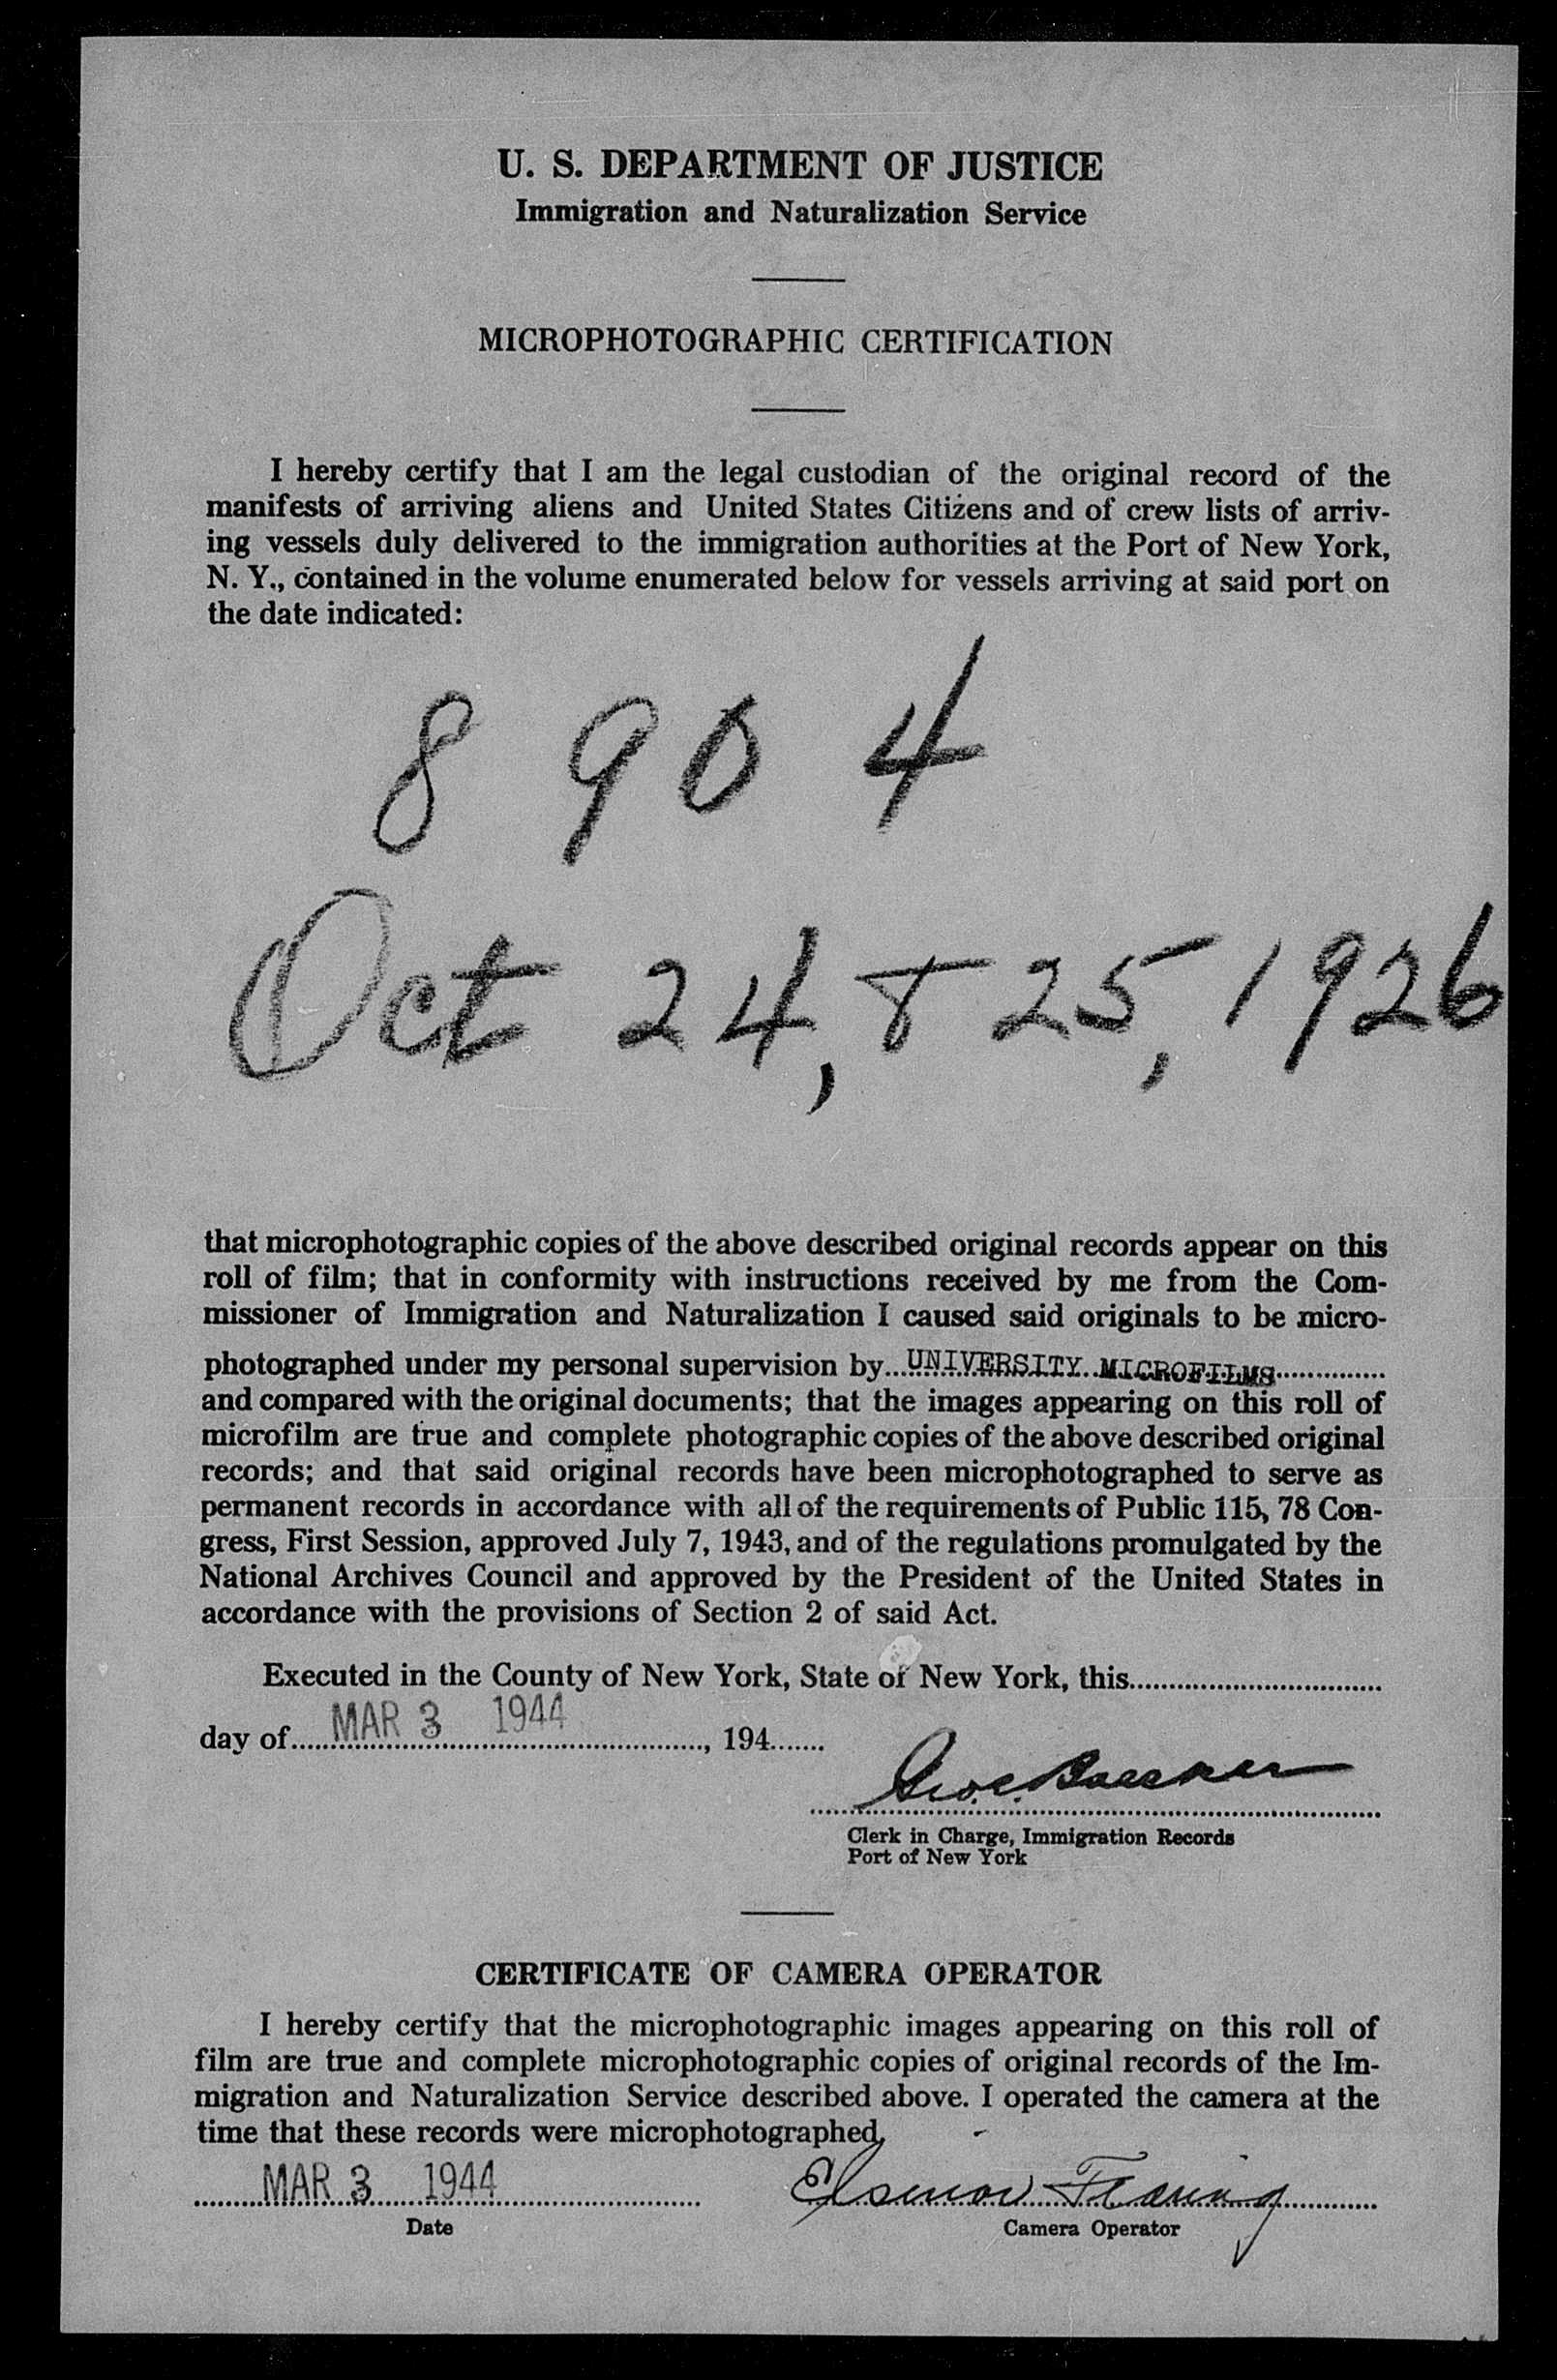 U. S. DEPARTMENT OF JUSTICE
Immigration and Naturalization Service
MICROPHOTOGRAPHIC CERTIFICATION
I hereby certify that I am the legal custodian of the original record of the
manifests of arriving aliens and United States Citizens and of crew lists of arriv-
ing vessels duly delivered to the immigration authorities at the Port of New York,
N. Y., contained in the volume enumerated below for vessels arriving at said port on
the date indicated:
8904
Oct 24, & 25, 1926
that microphotographic copies of the above described original records appear on this
roll of film; that in conformity with instructions received by me from the Com-
missioner of Immigration and Naturalization I caused said originals to be micro-
photographed under my personal supervision by UNIVERSITY MICROFILMS
and compared with the original documents; that the images appearing on this roll of
microfilm are true and complete photographic copies of the above described original
records; and that said original records have been microphotographed to serve as
permanent records in accordance with all of the requirements of Public 115, 78 Con-
gress, First Session, approved July 7, 1943, and of the regulations promulgated by the
National Archives Council and approved by the President of the United States in
accordance with the provisions of Section 2 of said Act.
Executed in the County of New York, State of New York, this
day of MAR 3 1944, 194
Clerk in Charge, Immigration Records
Port of New York
CERTIFICATE OF CAMERA OPERATOR
I hereby certify that the microphotographic images appearing on this roll of
film are true and complete microphotographic copies of original records of the Im-
migration and Naturalization Service described above. I operated the camera at the
time that these records were microphotographed.
MAR 3 1944
Date
Camera Operator